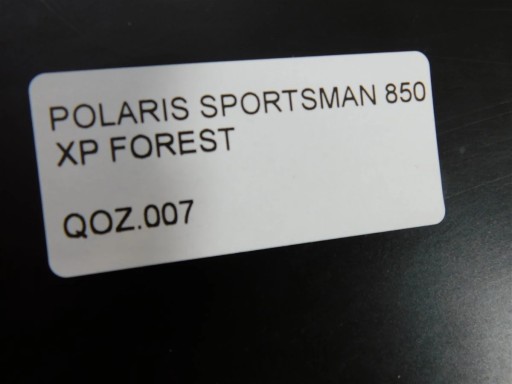 POLARIS SPORTSMAN 850
XP FOREST
QOZ.007